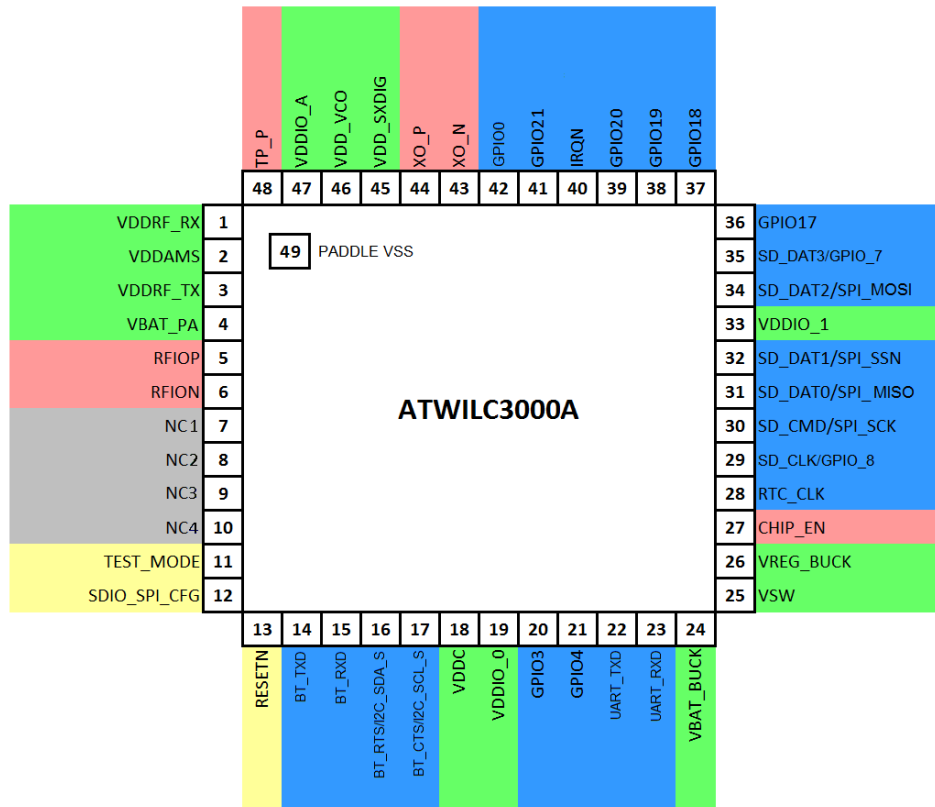 TP_P
VDDIO_A
VDD_VCO
VDD_SXDIG
XO_P
XO_N
GPIO0
GPIO21
IRQN
GPIO20
GPIO19
GPIO18
48 47 46 45 44 43 42 41 40 39 38 37
VDDRF_RX 1
VDDAMS 2
VDDRF_TX 3
VBAT_PA 4
RFIOP 5
RFION 6
NC1 7
NC2 8
NC3 9
NC4 10
TEST_MODE 11
SDIO_SPI_CFG 12
49 PADDLE VSS
ATWILC3000A
36 GPIO17
35 SD_DAT3/GPIO_7
34 SD_DAT2/SPI_MOSI
33 VDDIO_1
32 SD_DAT1/SPI_SSN
31 SD_DAT0/SPI_MISO
30 SD_CMD/SPI_SCK
29 SD_CLK/GPIO_8
28 RTC_CLK
27 CHIP_EN
26 VREG_BUCK
25 VSW
13 14 15 16 17 18 19 20 21 22 23 24
RESETN
BT_TXD
BT_RXD
BT_RTS/I2C_SDA_S
BT_CTS/I2C_SCL_S
VDDC
VDDIO_0
GPIO3
GPIO4
UART_TXD
UART_RXD
VBAT_BUCK